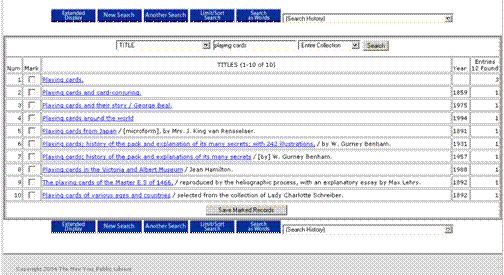 Extended Display New Search Another Search Limit/Sort Search Search as Words (Search History)
TITLE playing cards Entire Collection Search
Num Mark TITLES (1-10 of 10) Year Entries 12 Found
1 Playing cards. 3
2 Playing cards and card-conjuring. 1859 1
3 Playing cards and their story / George Beal. 1975 1
4 Playing cards around the world 1994 1
5 Playing cards from Japan / [microform], by Mrs. J. King van Rensselaer. 1891 1
6 Playing cards; history of the pack and explanation of its many secrets; with 242 illustrations, / by W. Gurney Benham. 1931 1
7 Playing cards; history of the pack and explanations of its many secrets / [by] W. Gurney Benham. 1957 1
8 Playing cards in the Victoria and Albert Museum / Jean Hamilton. 1988 1
9 The playing cards of the Master E.S of 1466, / reproduced by the heliographic process, with an explanatory essay by Max Lehrs. 1892 1
10 Playing cards of various ages and countries / selected from the collection of Lady Charlotte Schreiber. 1892 1
Save Marked Records
Extended Display New Search Another Search Limit/Sort Search Search as Words (Search History)
Copyright 2004 The New York Public Library